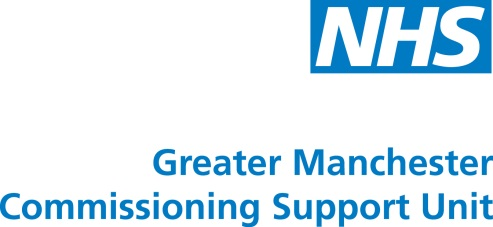 NHS
Greater Manchester
Commissioning Support Unit